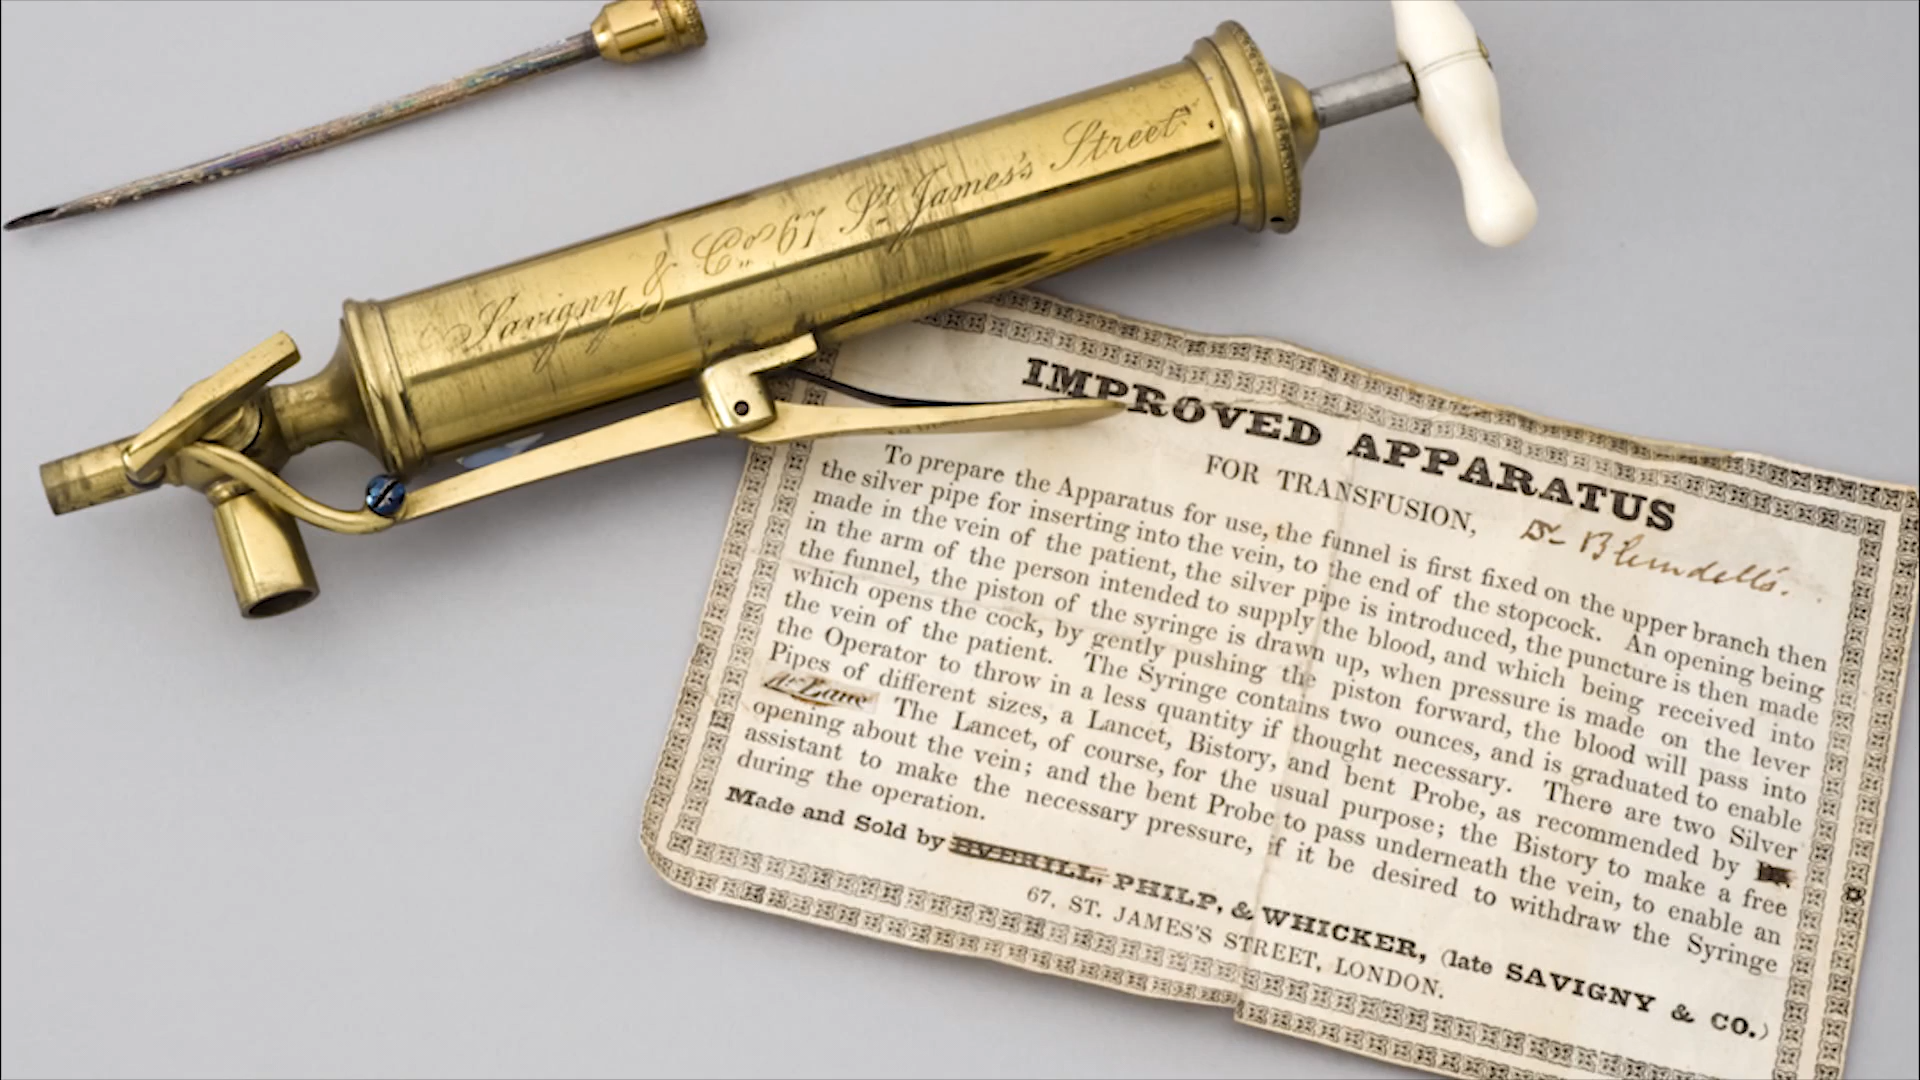 Savigny & Co. 67 St James's Street
IMPROVED APPARATUS
FOR TRANSFUSION, Dr Blundell's.
To prepare the Apparatus for use, the funnel is first fixed on the upper branch then
the silver pipe for inserting into the vein, to the end of the stopcock. An opening being
made in the vein of the patient, the silver pipe is introduced, the puncture is then made
in the arm of the person intended to supply the blood, and which being received into
the funnel, the piston of the syringe is drawn up, when pressure is made on the lever
which opens the cock, by gently pushing the piston forward, the blood will pass into
the vein of the patient. The Syringe contains two ounces, and is graduated to enable
the Operator to throw in a less quantity if thought necessary. There are two Silver
Pipes of different sizes, a Lancet, Bistory, and bent Probe, as recommended by
Mr Lane The Lancet, of course, for the usual purpose; the Bistory to make a free
opening about the vein; and the bent Probe to pass underneath the vein, to enable an
assistant to make the necessary pressure, if it be desired to withdraw the Syringe
during the operation.
Made and Sold by EVERILL, PHILP, & WHICKER, (late SAVIGNY & CO.)
67, ST. JAMES'S STREET, LONDON.